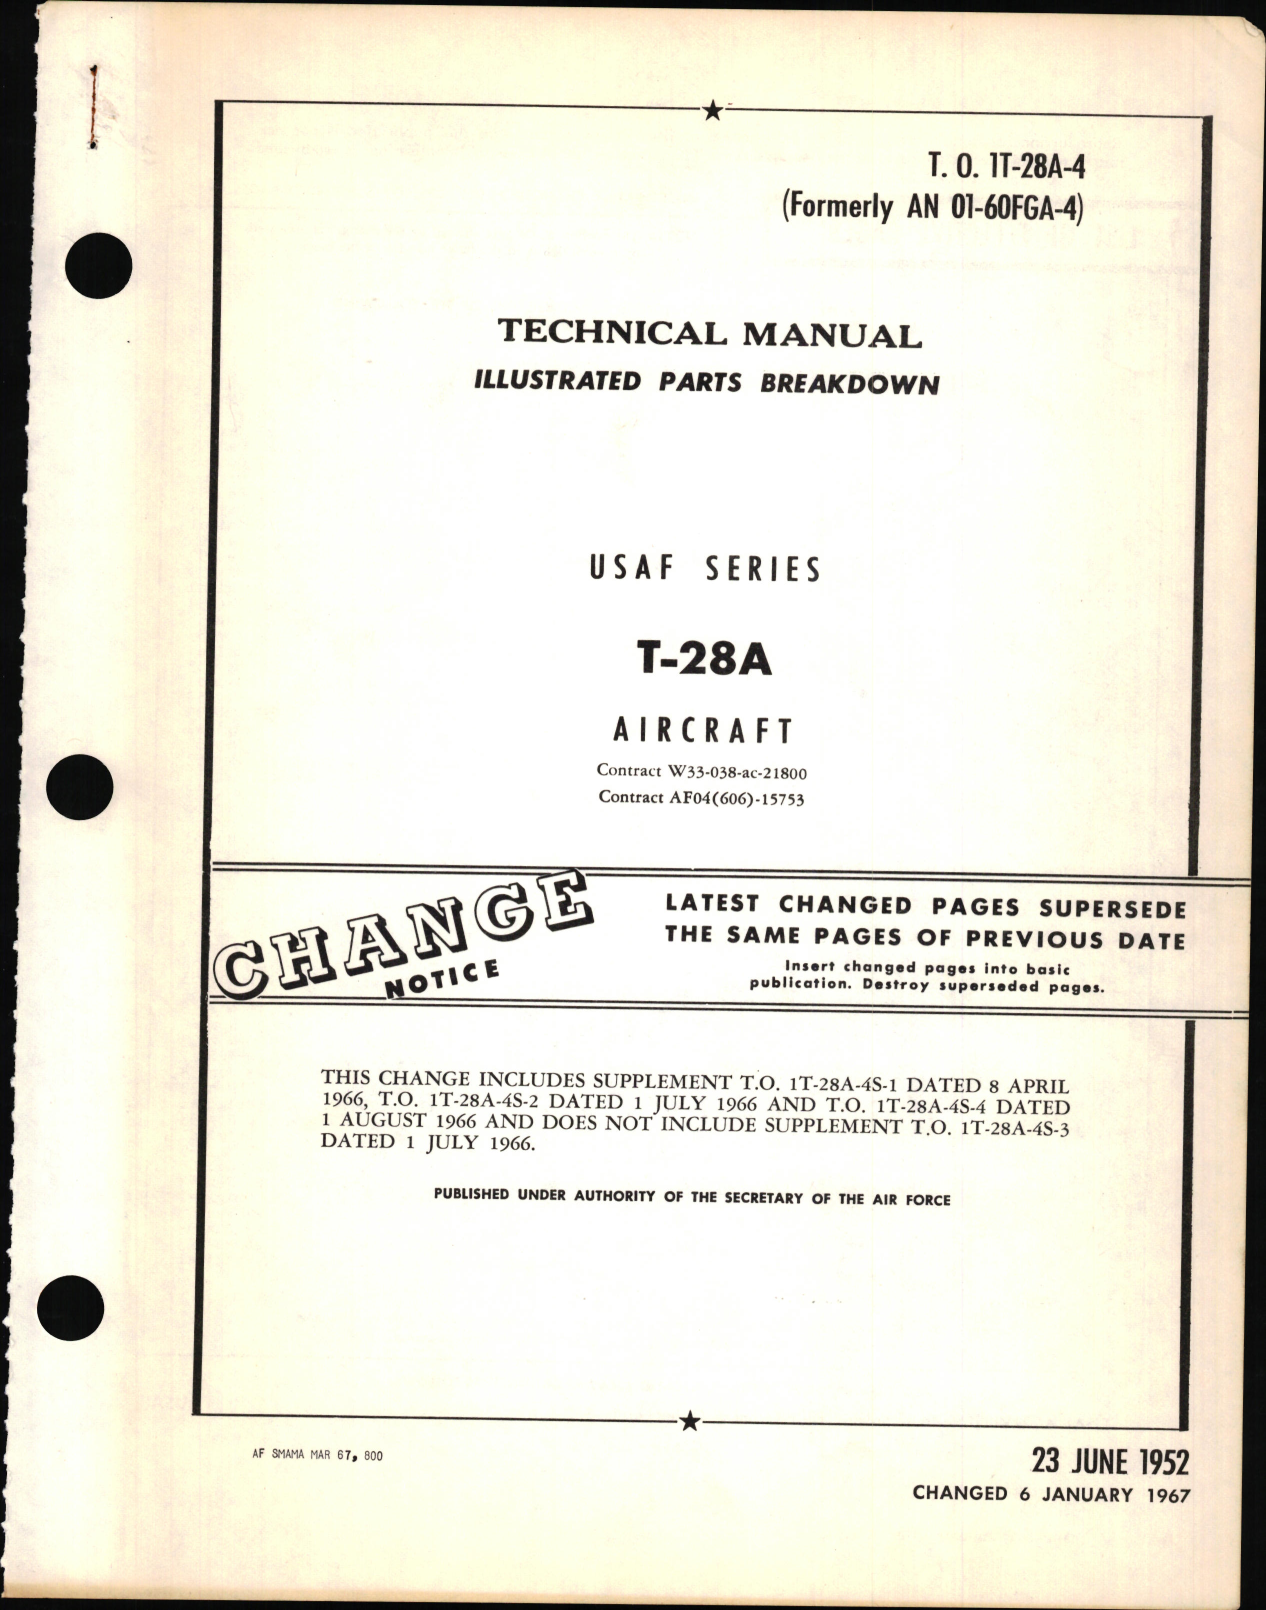 T. O. 1T-28A-4
(Formerly AN 01-60FGA-4)
TECHNICAL MANUAL
ILLUSTRATED PARTS BREAKDOWN
USAF SERIES
T-28A
AIRCRAFT
Contract W33-038-ac-21800
Contract AF04(606)-15753
CHANGE
NOTICE
LATEST CHANGED PAGES SUPERSEDE
THE SAME PAGES OF PREVIOUS DATE
Insert changed pages into basic
publication. Destroy superseded pages.
THIS CHANGE INCLUDES SUPPLEMENT T.O. 1T-28A-4S-1 DATED 8 APRIL
1966, T.O. 1T-28A-4S-2 DATED 1 JULY 1966 AND T.O. 1T-28A-4S-4 DATED
1 AUGUST 1966 AND DOES NOT INCLUDE SUPPLEMENT T.O. 1T-28A-4S-3
DATED 1 JULY 1966.
PUBLISHED UNDER AUTHORITY OF THE SECRETARY OF THE AIR FORCE
AF SMAMA MAR 67, 800
23 JUNE 1952
CHANGED 6 JANUARY 1967